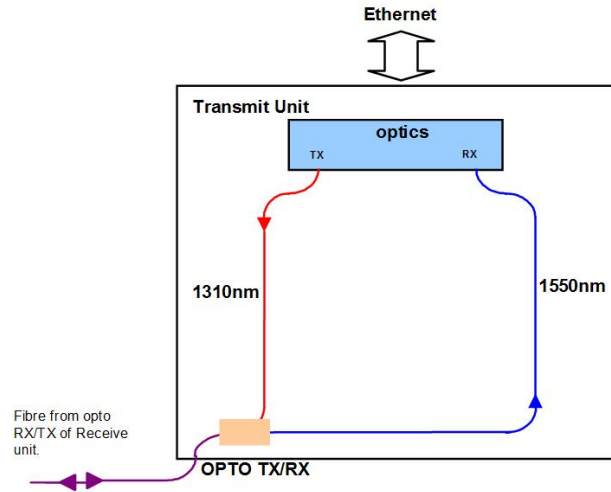 Ethernet
Transmit Unit
optics
TX
RX
1310nm
1550nm
Fibre from opto
RX/TX of Receive
unit.
OPTO TX/RX